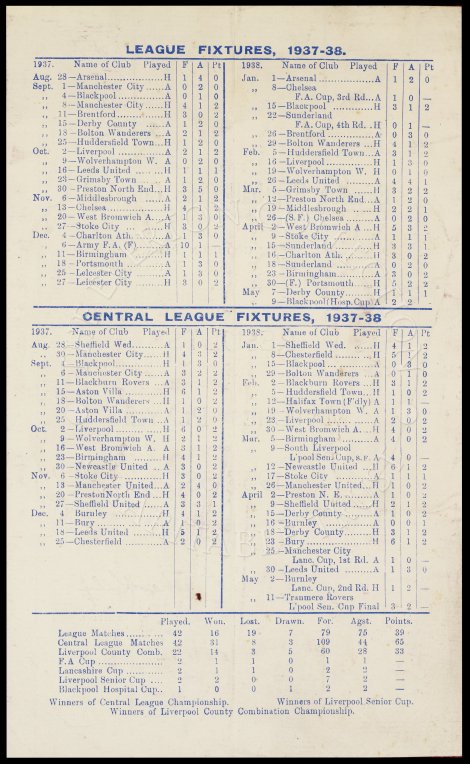 LEAGUE FIXTURES, 1937-38.
1937. Name of Club Played F A Pt
Aug. 28—Arsenal H 1 4 0
Sept. 1—Manchester City A 0 2 0
„ 4—Blackpool A 0 1 0
„ 8—Manchester City H 4 1 2
„ 11—Brentford H 3 0 2
„ 15—Derby County A 1 2 0
„ 18—Bolton Wanderers A 2 1 2
„ 25—Huddersfield Town H 1 2 0
Oct. 2—Liverpool A 2 1 2
„ 9—Wolverhampton W. A 0 2 0
„ 16—Leeds United H 1 1 1
„ 23—Grimsby Town A 1 2 0
„ 30—Preston North End H 3 5 0
Nov. 6—Middlesbrough A 2 1 2
„ 13—Chelsea H 4 1 2
„ 20—West Bromwich A. A 1 3 0
„ 27—Stoke City H 3 0 2
Dec. 4—Charlton Ath. A 1 3 0
„ 6—Army F.A. (F) A 10 1 —
„ 11—Birmingham H 1 1 1
„ 18—Portsmouth A 1 3 0
„ 25—Leicester City A 1 3 0
„ 27—Leicester City H 3 0 2
1938. Name of Club Played F A Pt
Jan. 1—Arsenal A 1 2 0
„ 8—Chelsea
F.A. Cup, 3rd Rd. A 1 0 —
„ 15—Blackpool H 3 1 2
„ 22—Sunderland
F.A. Cup, 4th Rd. H 0 1 —
„ 26—Brentford A 0 3 0
„ 29—Bolton Wanderers H 4 1 2
Feb. 5—Huddersfield Town A 3 1 2
„ 16—Liverpool H 1 3 0
„ 19—Wolverhampton W. H 0 1 0
„ 26—Leeds United A 4 4 1
Mar. 5—Grimsby Town H 3 2 2
„ 12—Preston North End A 1 2 0
„ 19—Middlesbrough H 2 2 1
„ 26—(S.F.) Chelsea A 0 2 0
April 2—West Bromwich A H 5 3 2
„ 9—Stoke City A 1 1 1
„ 15—Sunderland H 3 3 1
„ 16—Charlton Ath. H 3 0 2
„ 18—Sunderland A 0 2 0
„ 23—Birmingham A 3 0 2
„ 30—(F.) Portsmouth H 5 2 2
May 7—Derby County H 1 1 1
„ 9—Blackpool (Hosp. Cup) A 2 2
CENTRAL LEAGUE FIXTURES, 1937-38
1937. Name of Club Played F A Pt
Aug. 28—Sheffield Wed. A 1 0 2
„ 30—Manchester City H 4 3 2
Sept. 4—Blackpool H 1 3 0
„ 6—Manchester City A 3 2 2
„ 11—Blackburn Rovers A 3 1 2
„ 15—Aston Villa H 6 1 2
„ 18—Bolton Wanderers H 1 0 2
„ 20—Aston Villa A 1 2 0
„ 25 Huddersfield Town A 1 2 0
Oct. 2—Liverpool H 6 0 2
„ 9—Wolverhampton W. H 2 1 2
„ 16—West Bromwich A. A 3 1 2
„ 23—Birmingham H 4 1 2
„ 30—Newcastle United A 3 0 2
Nov. 6—Stoke City H 3 0 2
„ 13—Manchester United A 2 4 0
„ 20—Preston North End H 4 0 2
„ 27—Sheffield United A 3 3 1
Dec. 4—Burnley H 4 1 2
„ 11—Bury A 1 0 2
„ 18—Leeds United H 5 1 2
„ 25—Chesterfield A 2 0 2
1938. Name of Club Played F A Pt
Jan. 1—Sheffield Wed. H 4 1 2
„ 8—Chesterfield H 5 1 2
„ 15—Blackpool A 0 3 0
„ 29—Bolton Wanderers A 0 1 0
Feb. 2—Blackburn Rovers H 3 1 2
„ 5—Huddersfield Town H 1 0 2
„ 12—Halifax Town (F'dly) A 1 1 —
„ 19—Wolverhampton W. A 1 3 0
„ 23—Liverpool A 2 0 2
„ 30—West Bromwich A. H 4 0 2
Mar. 5—Birmingham A 4 0 2
„ 9—South Liverpool
L'pool Sen. Cup, S.F. A 4 0 —
„ 12—Newcastle United H 6 1 2
„ 17—Stoke City A 1 1 1
„ 26—Manchester United H 1 0 2
April 2—Preston N. E. A 1 0 2
„ 9—Sheffield United H 2 1 2
„ 15—Derby County A 1 3 0
„ 16—Burnley A 0 0 1
„ 18—Derby County H 3 1 2
„ 23—Bury H 6 1 2
„ 25—Manchester City
Lanc. Cup, 1st Rd. A 1 0 —
„ 30—Leeds United A 1 0 2
May 2—Burnley
Lanc. Cup, 2nd Rd. H 1 2 —
„ 11—Tranmere Rovers
L'pool Sen. Cup Final H 3 2 —
Played. Won. Lost. Drawn. For. Agst. Points.
League Matches 42 16 19 7 79 75 39
Central League Matches 42 31 8 3 109 44 65
Liverpool County Comb. 22 14 3 5 60 28 33
F.A Cup 2 1 1 0 1 1 —
Lancashire Cup 2 1 1 0 2 2 —
Liverpool Senior Cup 2 2 0 0 7 2 —
Blackpool Hospital Cup 1 0 0 1 2 2 —
Winners of Central League Championship. Winners of Liverpool Senior Cup.
Winners of Liverpool County Combination Championship.